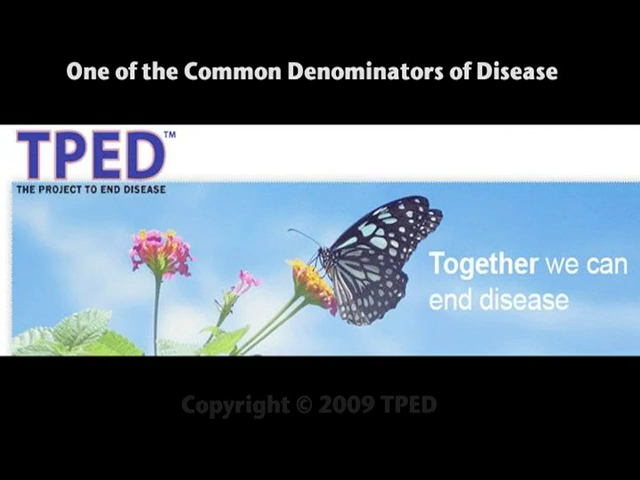 One of the Common Denominators of Disease
TPED™
THE PROJECT TO END DISEASE
Together we can
end disease
Copyright © 2009 TPED